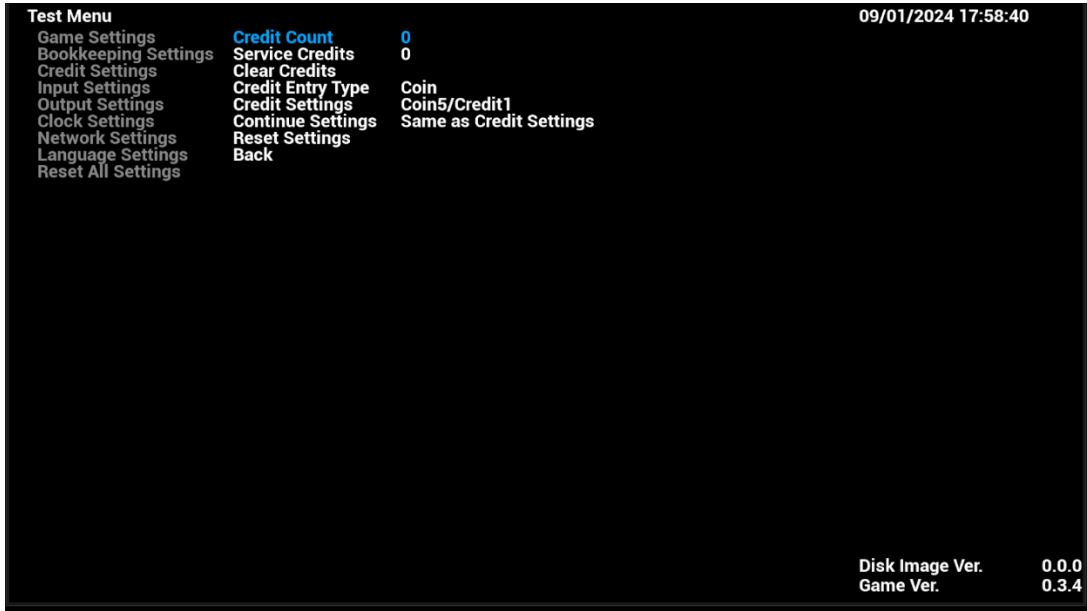 Test Menu 09/01/2024 17:58:40
Game Settings Credit Count 0
Bookkeeping Settings Service Credits 0
Credit Settings Clear Credits
Input Settings Credit Entry Type Coin
Output Settings Credit Settings Coin5/Credit1
Clock Settings Continue Settings Same as Credit Settings
Network Settings Reset Settings
Language Settings Back
Reset All Settings
Disk Image Ver. 0.0.0
Game Ver. 0.3.4